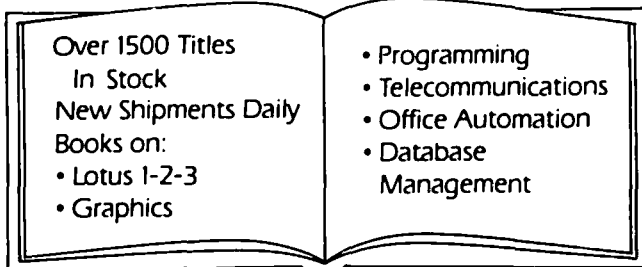 Over 1500 Titles
In Stock
New Shipments Daily
Books on:
• Lotus 1-2-3
• Graphics
• Programming
• Telecommunications
• Office Automation
• Database
Management